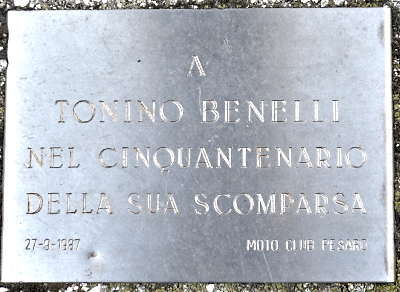 A
TONINO BENELLI
NEL CINQUANTENARIO
DELLA SUA SCOMPARSA
27-9-1987 MOTO CLUB PESARO